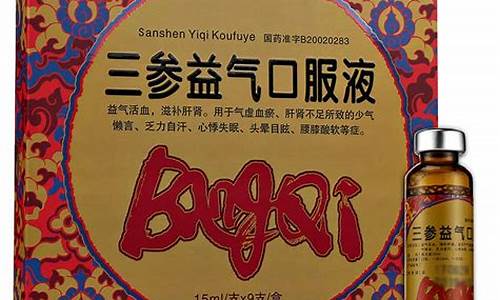 Sanshen Yiqi Koufuye 国药准字B20020283
三参益气口服液
益气活血，滋补肝肾。用于气虚血瘀、肝肾不足所致的少气
懒言、乏力自汗、心悸失眠、头晕目眩、腰膝酸软等症。
15ml/支x9支/盒
三参益气口服